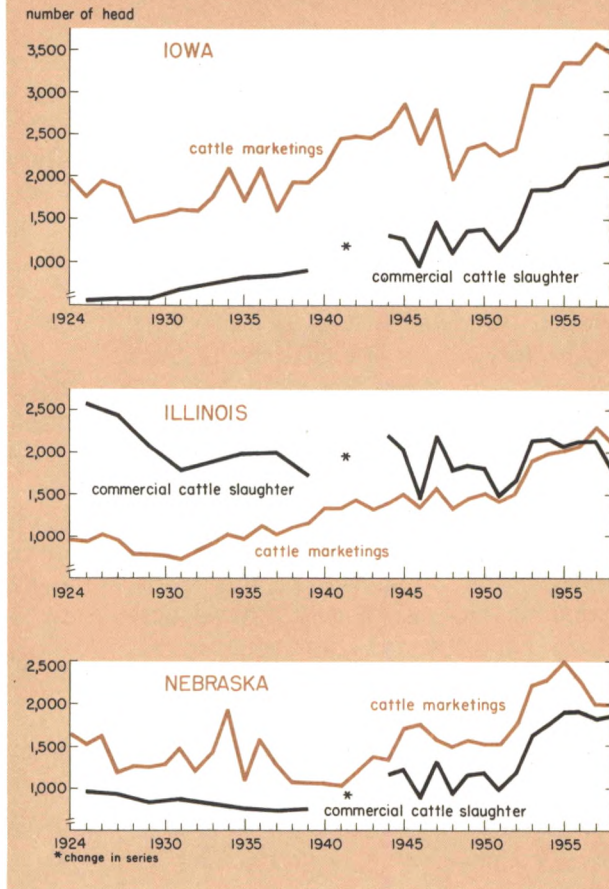 number of head
IOWA
3,500
3,000
2,500
2,000
1,500
1,000
cattle marketings
*
commercial cattle slaughter
1924 1930 1935 1940 1945 1950 1955
ILLINOIS
2,500
2,000
1,500
1,000
*
commercial cattle slaughter
cattle marketings
1924 1930 1935 1940 1945 1950 1955
NEBRASKA
2,500
2,000
1,500
1,000
cattle marketings
*
commercial cattle slaughter
1924 1930 1935 1940 1945 1950 1955
*change in series